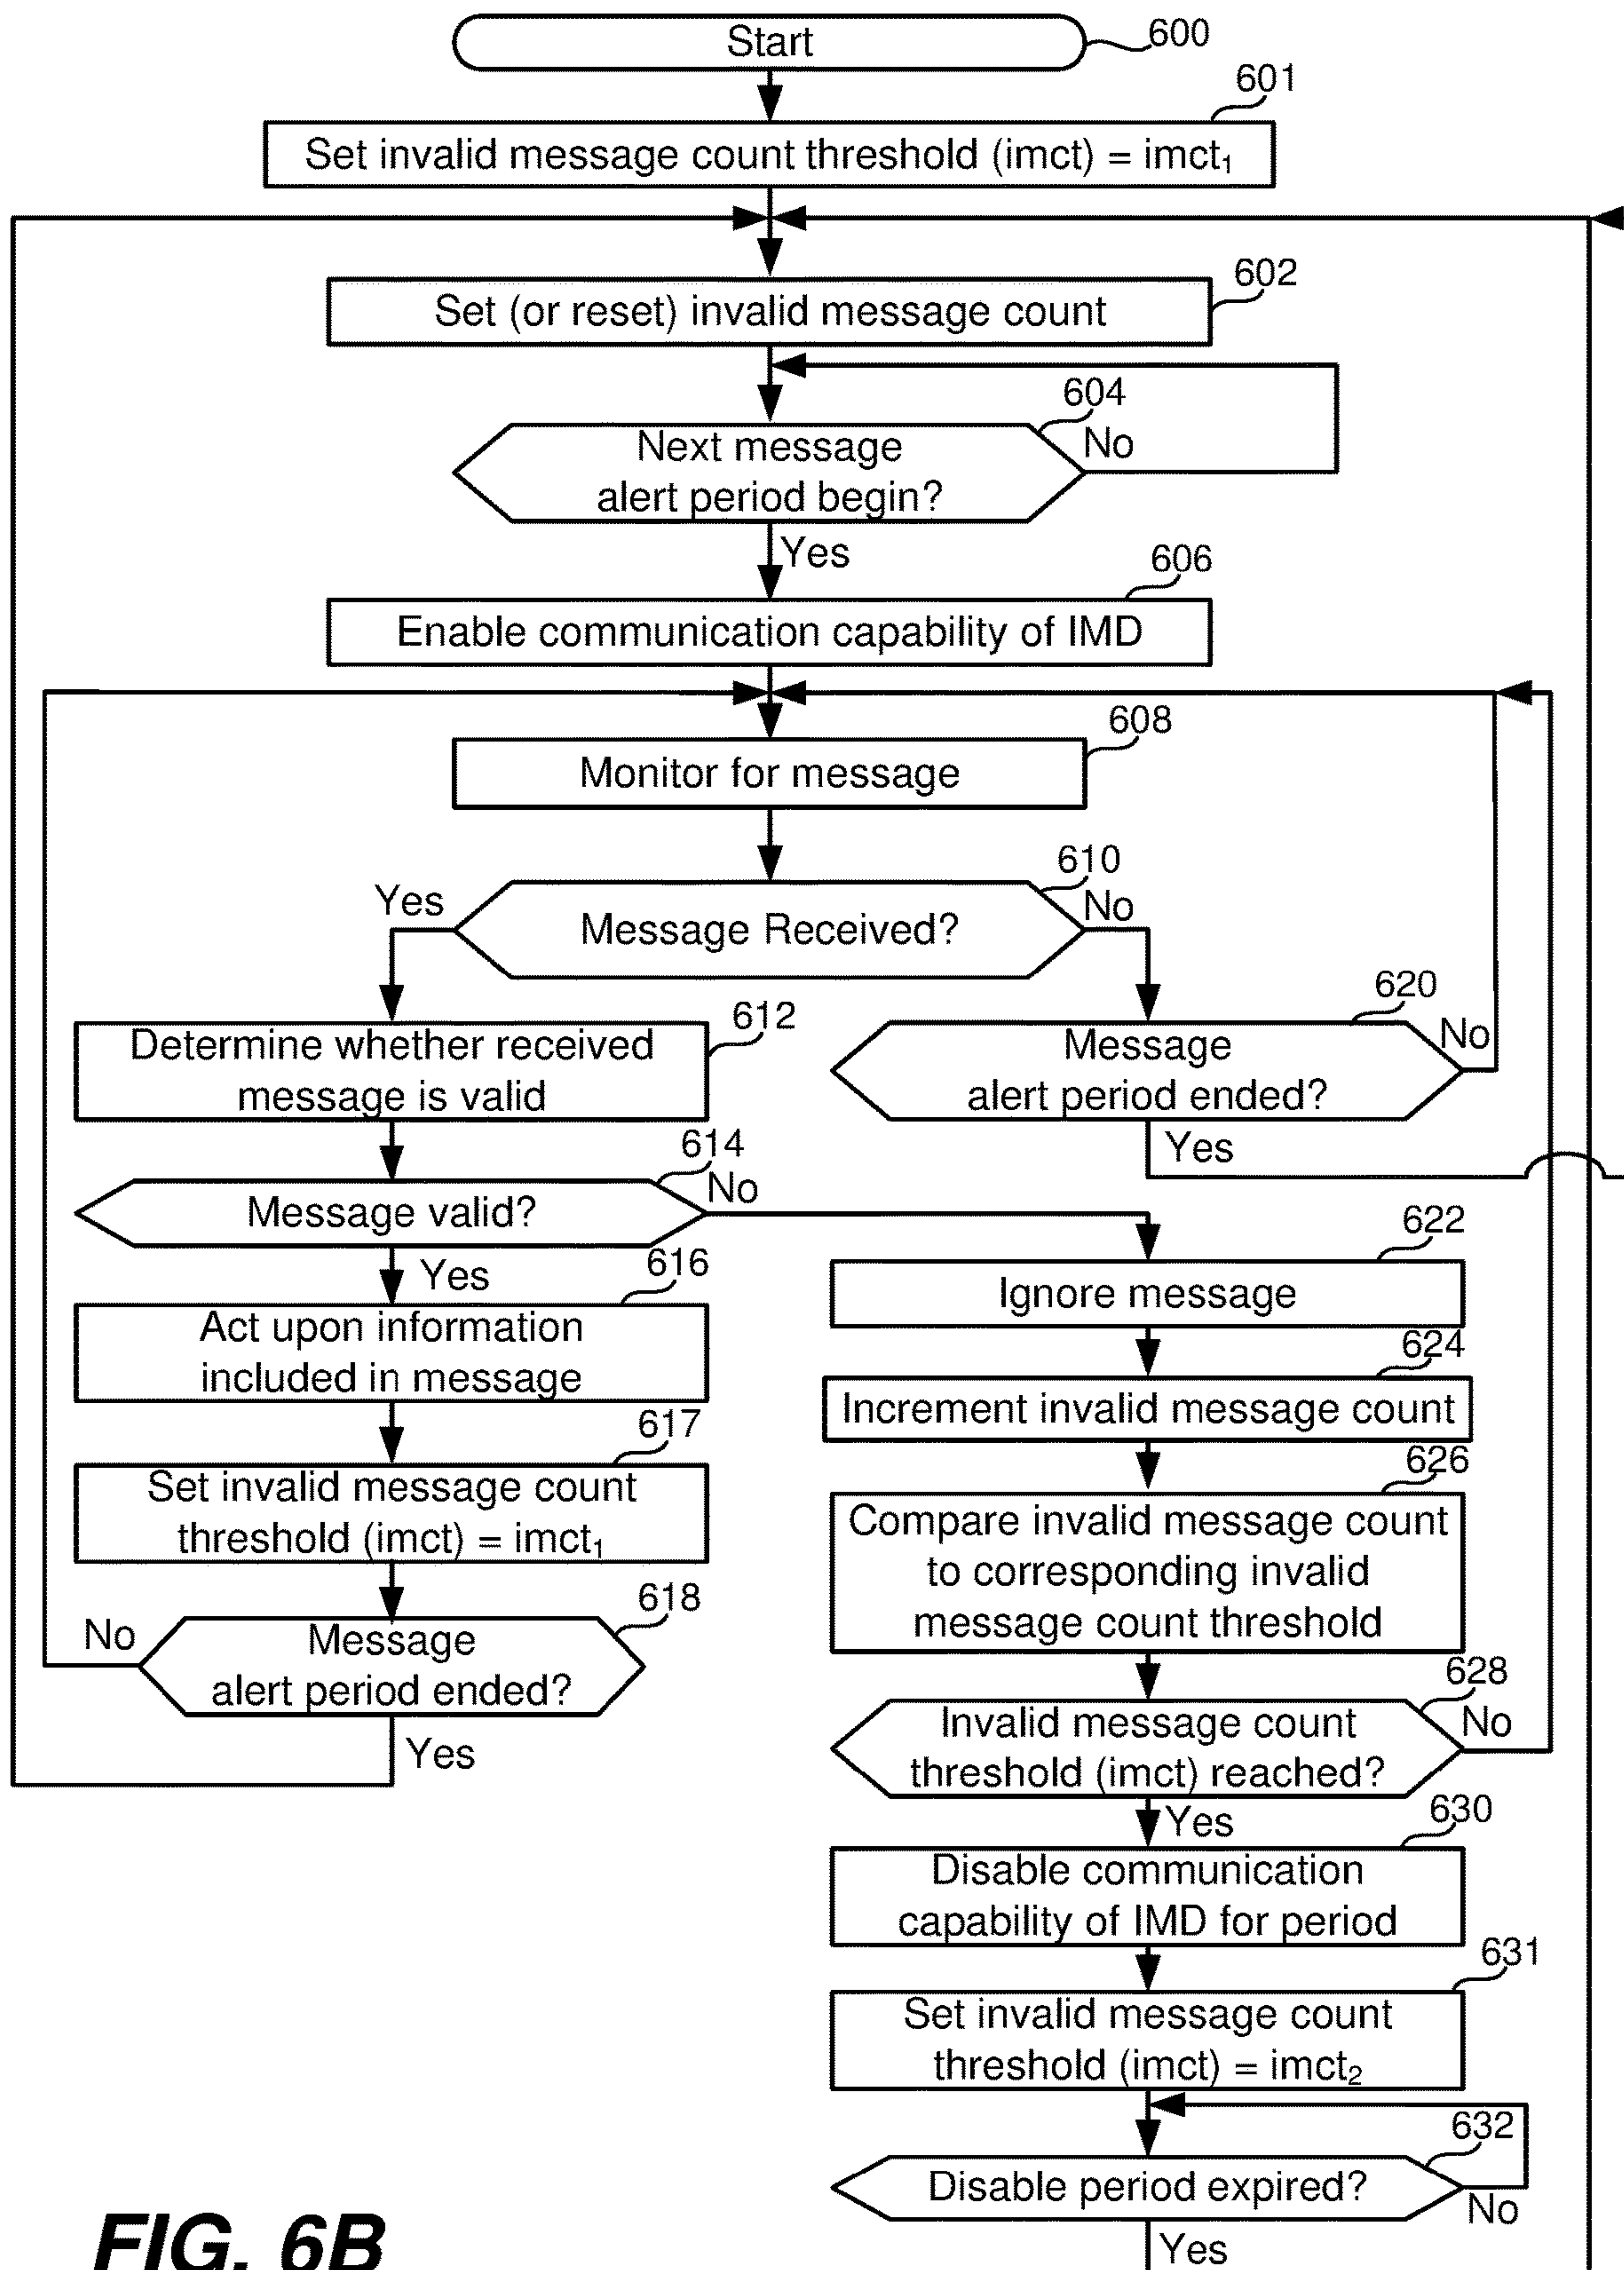 Start
600
601
Set invalid message count threshold (imct) = imct₁
602
Set (or reset) invalid message count
604
Next message
alert period begin?
No
Yes
606
Enable communication capability of IMD
608
Monitor for message
610
Yes
Message Received?
No
612
Determine whether received
message is valid
620
Message
alert period ended?
No
Yes
614
Message valid?
No
Yes
616
Act upon information
included in message
617
Set invalid message count
threshold (imct) = imct₁
618
No
Message
alert period ended?
Yes
622
Ignore message
624
Increment invalid message count
626
Compare invalid message count
to corresponding invalid
message count threshold
628
Invalid message count
threshold (imct) reached?
No
Yes
630
Disable communication
capability of IMD for period
631
Set invalid message count
threshold (imct) = imct₂
632
Disable period expired?
No
Yes
FIG. 6B